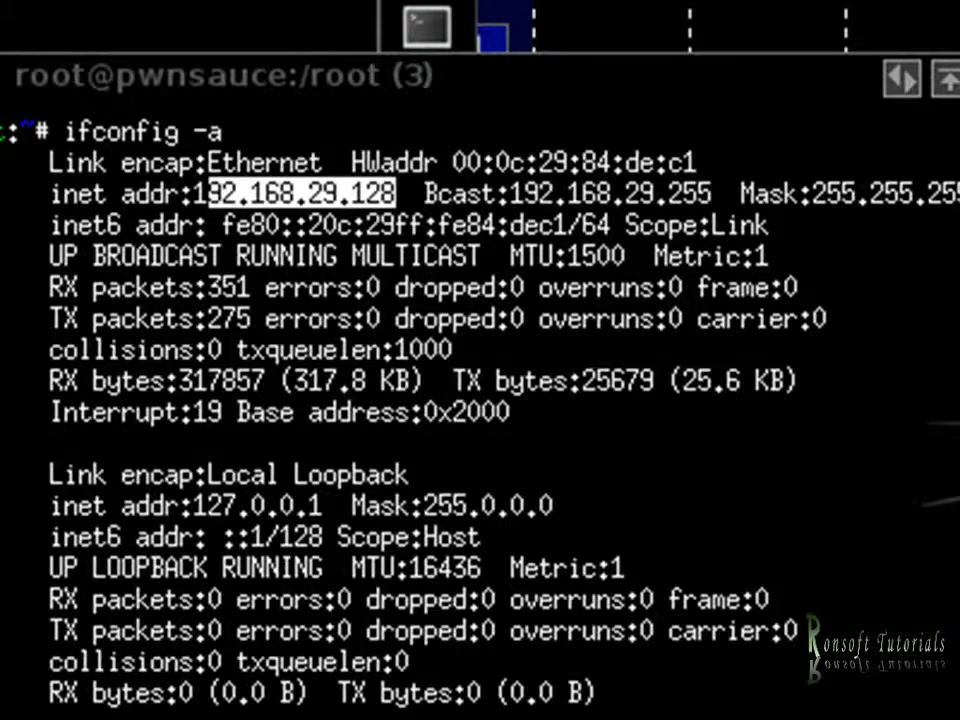 root@pwnsauce:/root (3)
:~# ifconfig -a
Link encap:Ethernet  HWaddr 00:0c:29:84:de:c1
inet addr:192.168.29.128  Bcast:192.168.29.255  Mask:255.255.255
inet6 addr: fe80::20c:29ff:fe84:dec1/64 Scope:Link
UP BROADCAST RUNNING MULTICAST  MTU:1500  Metric:1
RX packets:351 errors:0 dropped:0 overruns:0 frame:0
TX packets:275 errors:0 dropped:0 overruns:0 carrier:0
collisions:0 txqueuelen:1000
RX bytes:317857 (317.8 KB)  TX bytes:25679 (25.6 KB)
Interrupt:19 Base address:0x2000
Link encap:Local Loopback
inet addr:127.0.0.1  Mask:255.0.0.0
inet6 addr: ::1/128 Scope:Host
UP LOOPBACK RUNNING  MTU:16436  Metric:1
RX packets:0 errors:0 dropped:0 overruns:0 frame:0
TX packets:0 errors:0 dropped:0 overruns:0 carrier:0
collisions:0 txqueuelen:0
RX bytes:0 (0.0 B)  TX bytes:0 (0.0 B)
Ronsoft Tutorials